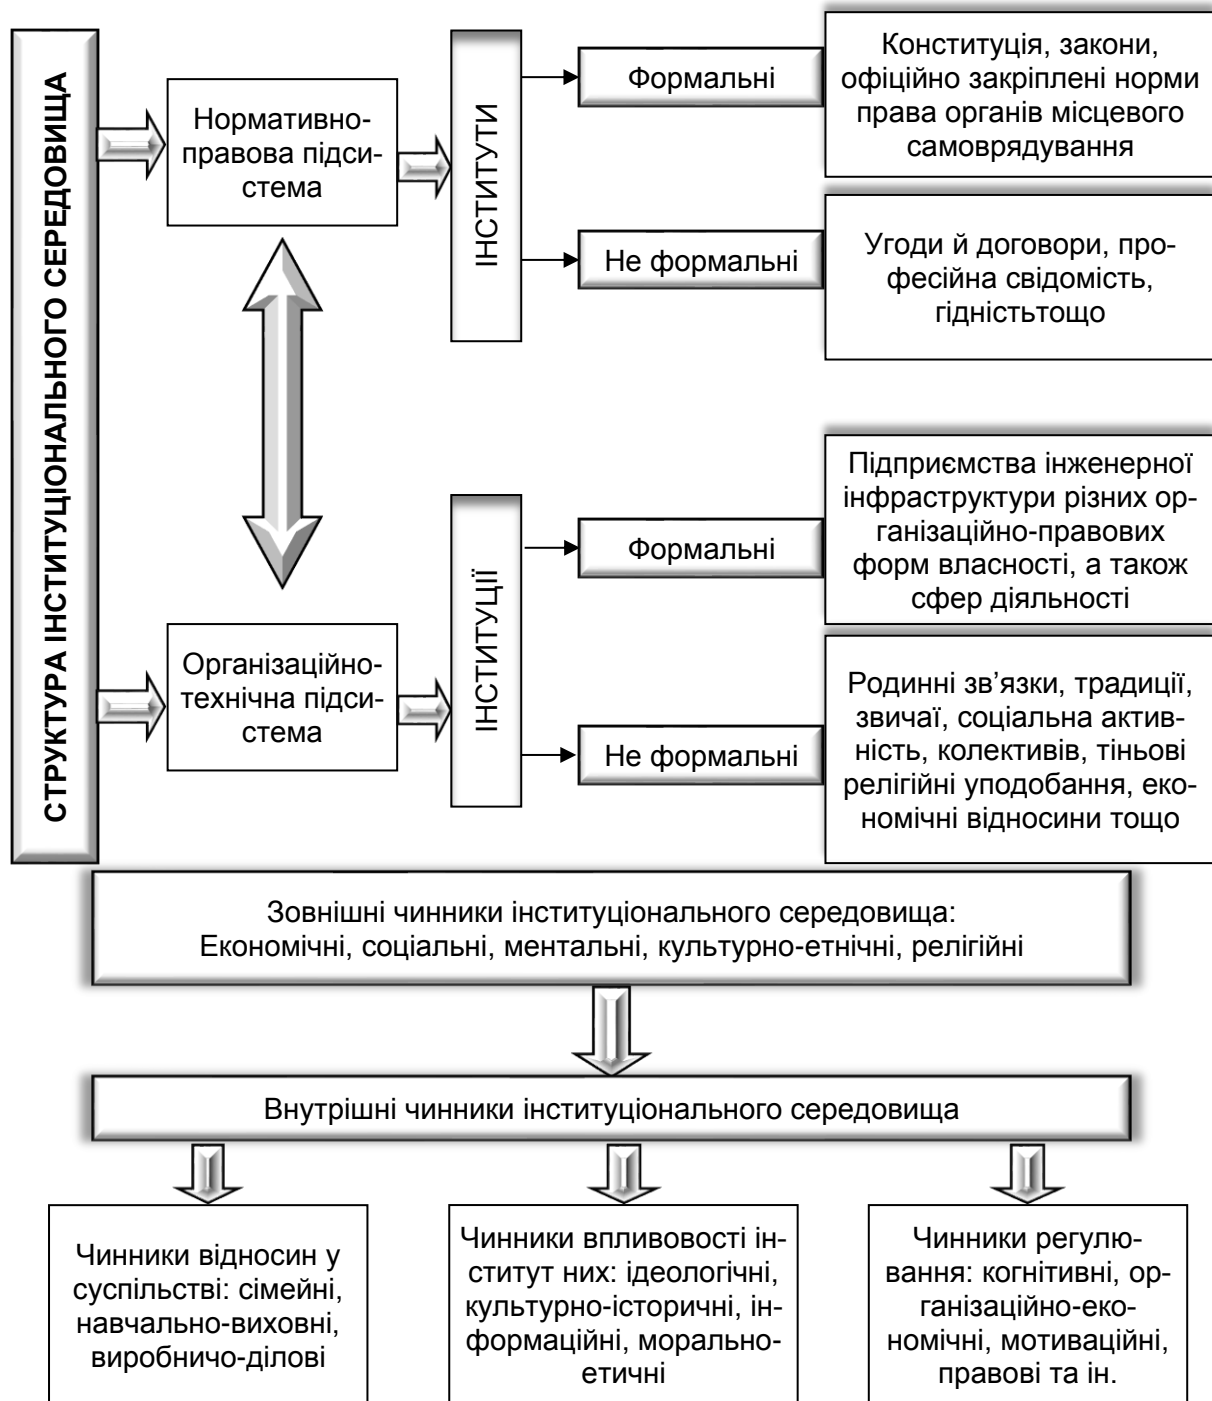 СТРУКТУРА ІНСТИТУЦІОНАЛЬНОГО СЕРЕДОВИЩА
Нормативно-
правова підси-
стема
ІНСТИТУТИ
Формальні
Конституція, закони,
офіційно закріплені норми
права органів місцевого
самоврядування
Не формальні
Угоди й договори, про-
фесійна свідомість,
гідністьтощо
Організаційно-
технічна підси-
стема
ІНСТИТУЦІЇ
Формальні
Підприємства інженерної
інфраструктури різних ор-
ганізаційно-правових
форм власності, а також
сфер діяльності
Не формальні
Родинні зв’язки, традиції,
звичаї, соціальна актив-
ність, колективів, тіньові
релігійні уподобання, еко-
номічні відносини тощо
Зовнішні чинники інституціонального середовища:
Економічні, соціальні, ментальні, культурно-етнічні, релігійні
Внутрішні чинники інституціонального середовища
Чинники відносин у
суспільстві: сімейні,
навчально-виховні,
виробничо-ділові
Чинники впливовості ін-
ститут них: ідеологічні,
культурно-історичні, ін-
формаційні, морально-
етичні
Чинники регулю-
вання: когнітивні, ор-
ганізаційно-еко-
номічні, мотиваційні,
правові та ін.